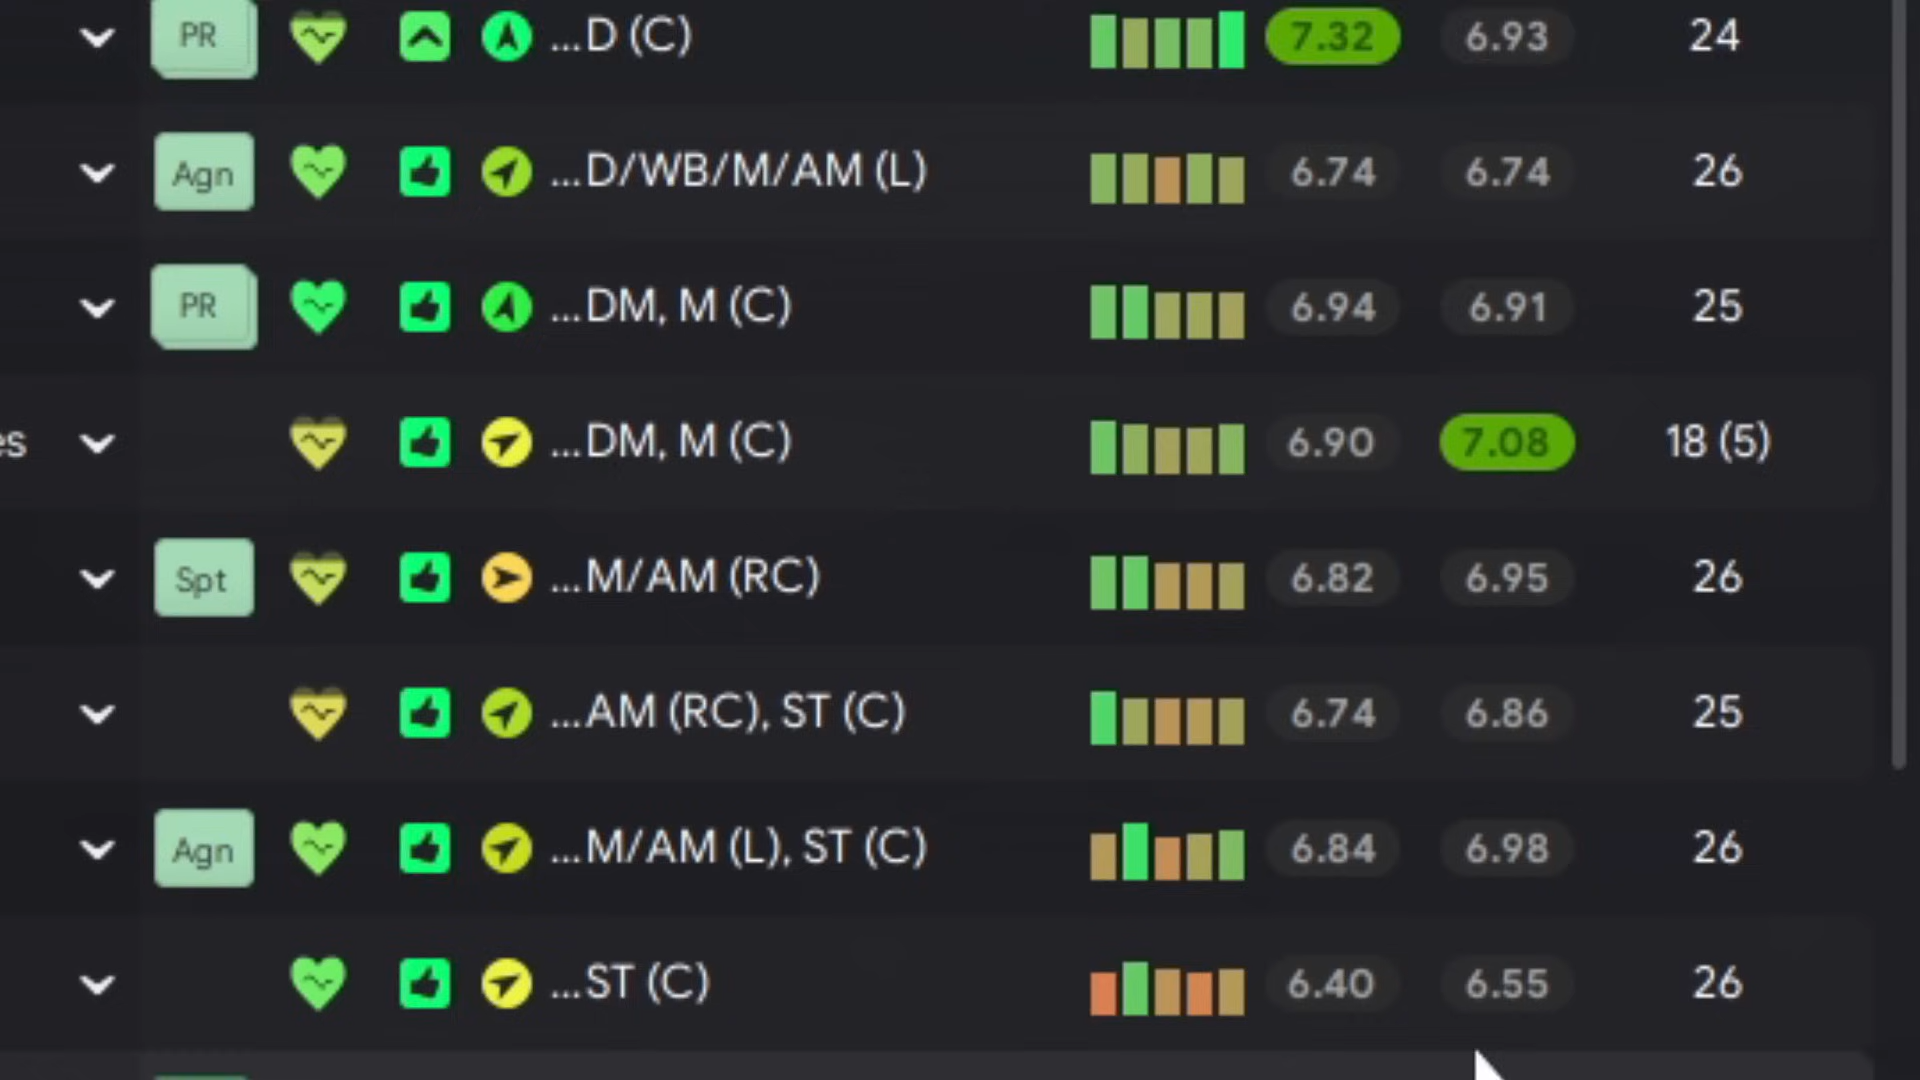 PR ...D (C) 7.32 6.93 24
Agn ...D/WB/M/AM (L) 6.74 6.74 26
PR ...DM, M (C) 6.94 6.91 25
es ...DM, M (C) 6.90 7.08 18 (5)
Spt ...M/AM (RC) 6.82 6.95 26
...AM (RC), ST (C) 6.74 6.86 25
Agn ...M/AM (L), ST (C) 6.84 6.98 26
...ST (C) 6.40 6.55 26